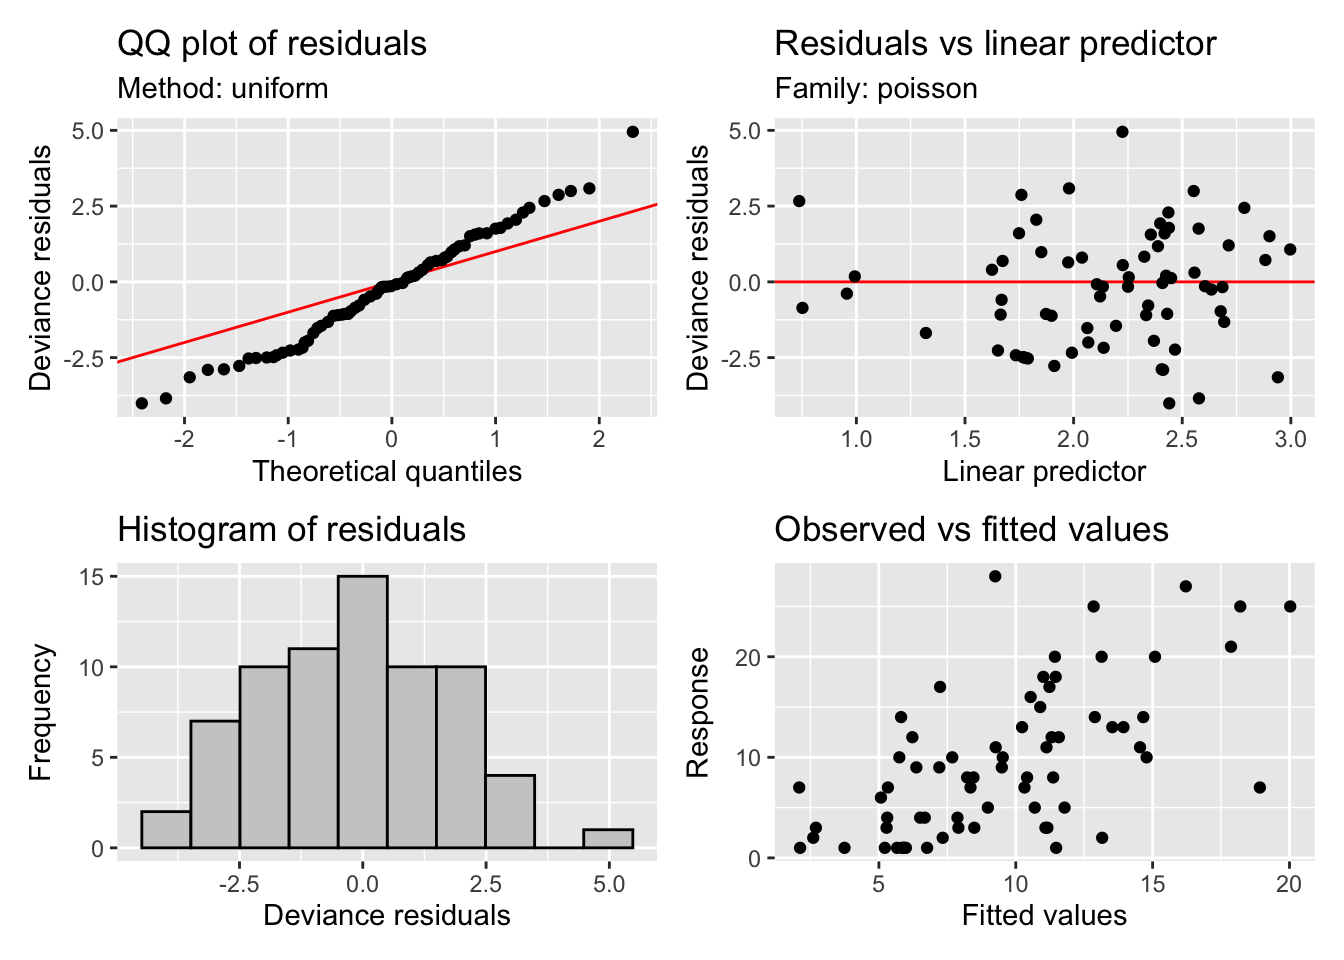 QQ plot of residuals
Method: uniform
5.0
2.5
0.0
-2.5
Deviance residuals
-2
-1
0
1
2
Theoretical quantiles
Residuals vs linear predictor
Family: poisson
5.0
2.5
0.0
-2.5
Deviance residuals
1.0
1.5
2.0
2.5
3.0
Linear predictor
Histogram of residuals
15
10
5
0
Frequency
-2.5
0.0
2.5
5.0
Deviance residuals
Observed vs fitted values
20
10
0
Response
5
10
15
20
Fitted values